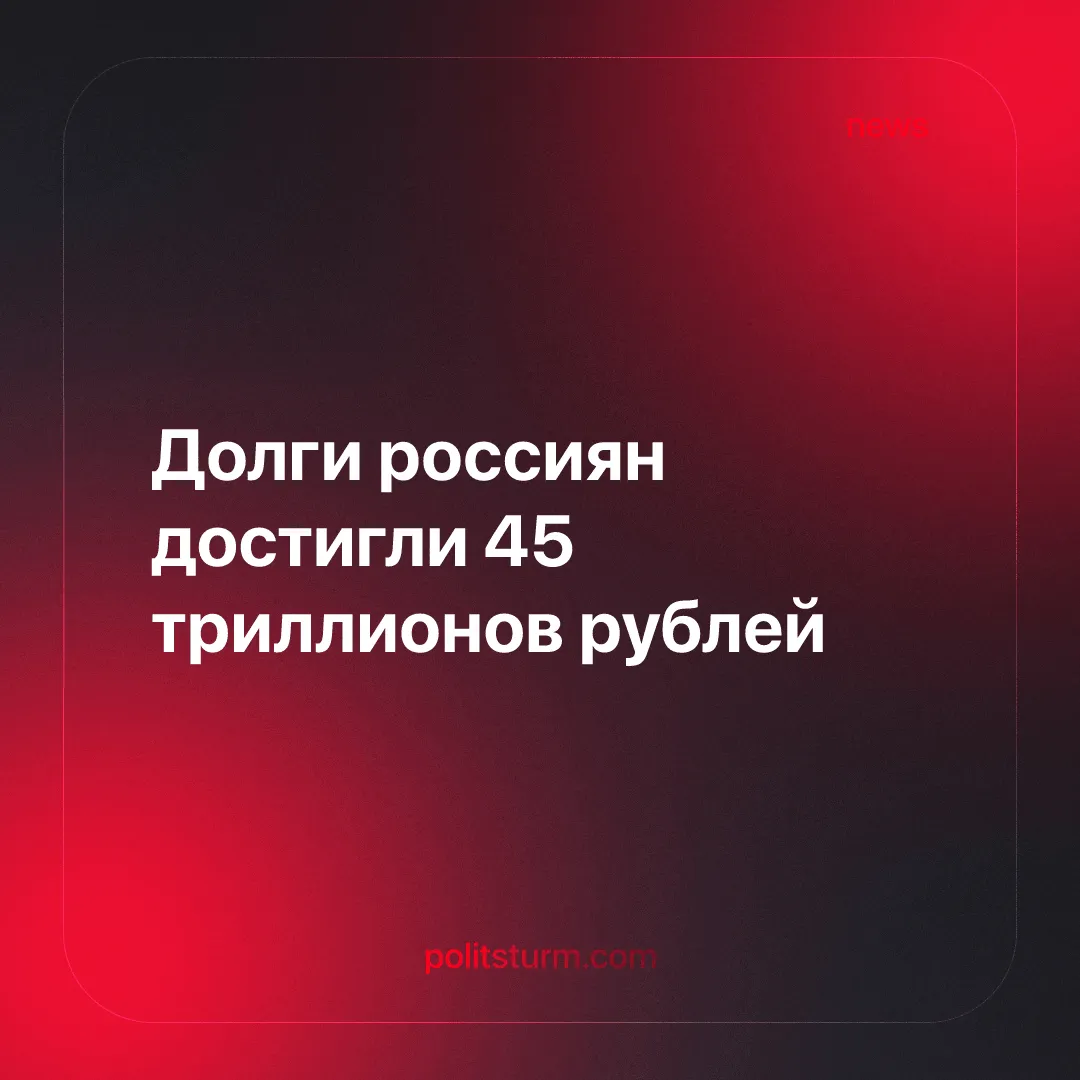 news
Долги россиян
достигли 45
триллионов рублей
politsturm.com